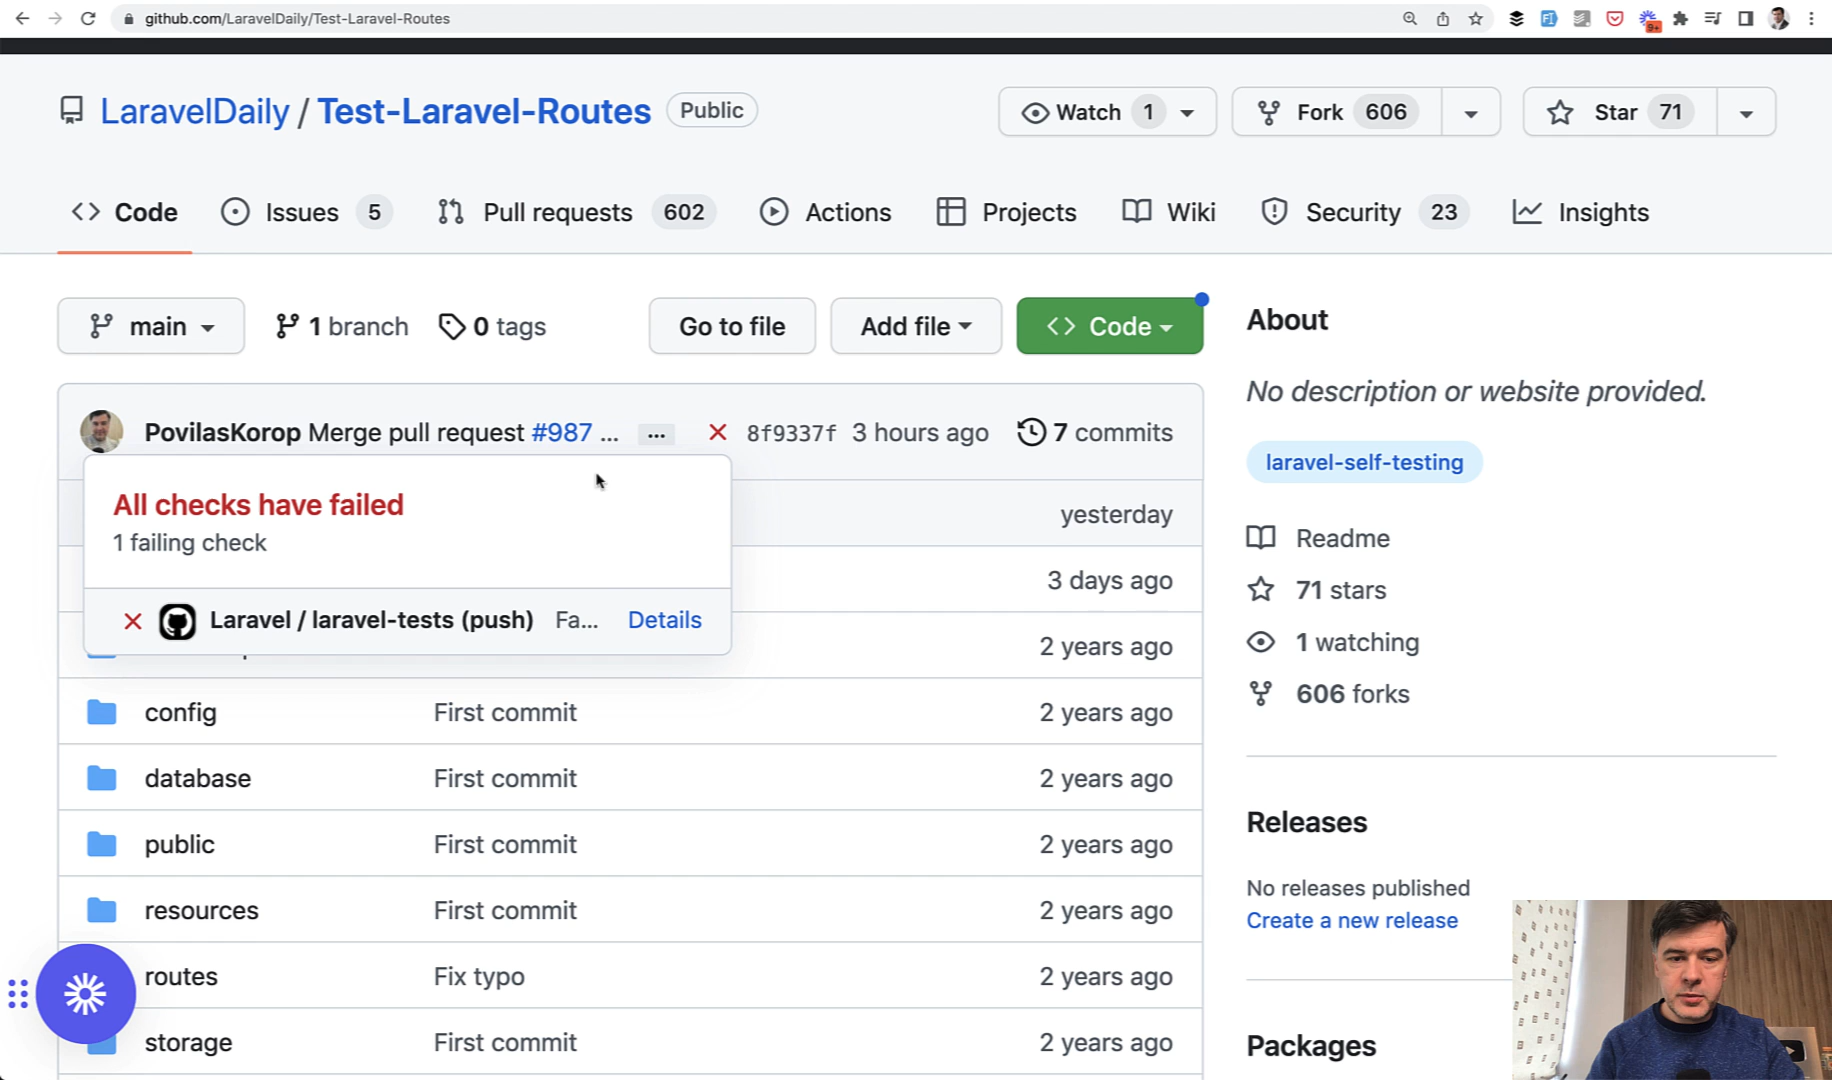 github.com/LaravelDaily/Test-Laravel-Routes
9+
LaravelDaily / Test-Laravel-Routes Public
Watch 1
Fork 606
Star 71
Code
Issues 5
Pull requests 602
Actions
Projects
Wiki
Security 23
Insights
main
1 branch
0 tags
Go to file
Add file
Code
PovilasKorop Merge pull request #987 ... ... 8f9337f 3 hours ago 7 commits
All checks have failed
1 failing check
Laravel / laravel-tests (push) Fa... Details
yesterday
3 days ago
2 years ago
config First commit 2 years ago
database First commit 2 years ago
public First commit 2 years ago
resources First commit 2 years ago
routes Fix typo 2 years ago
storage First commit 2 years ago
About
No description or website provided.
laravel-self-testing
Readme
71 stars
1 watching
606 forks
Releases
No releases published
Create a new release
Packages